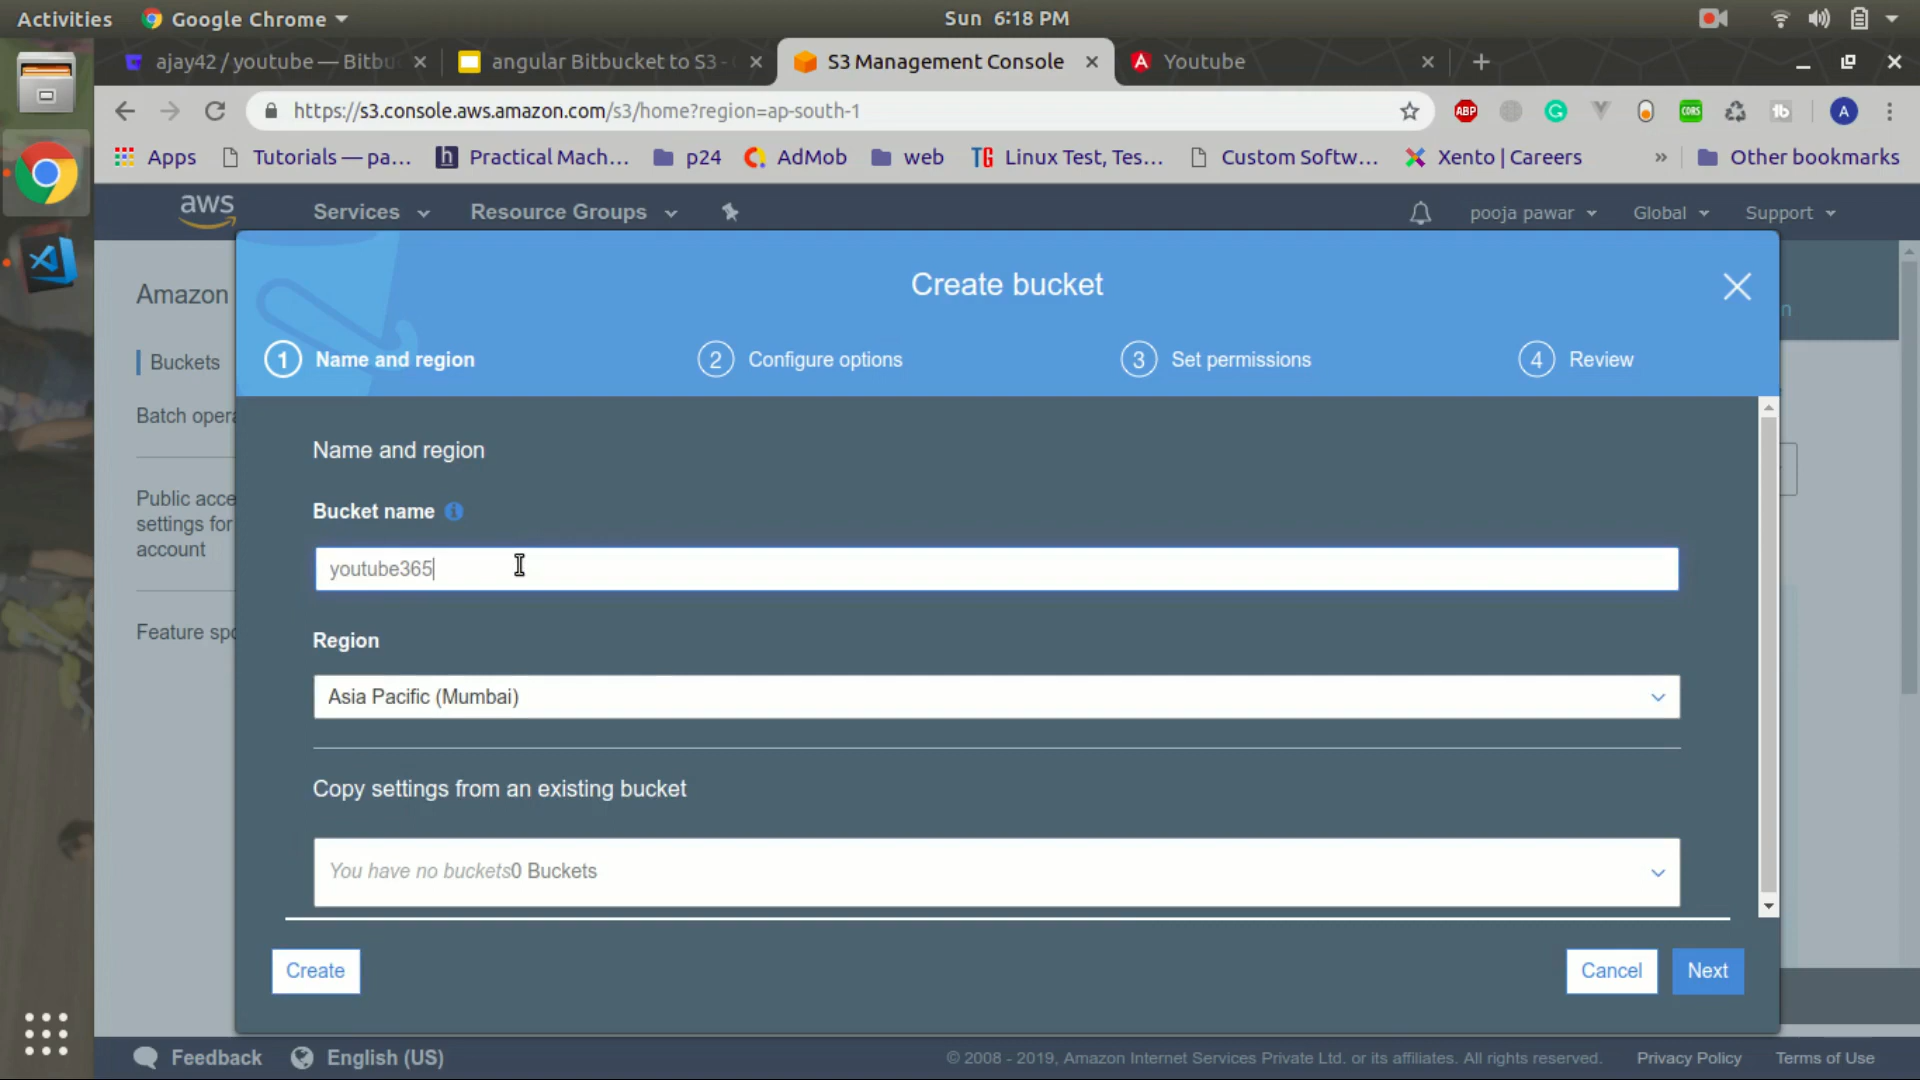 Activities
Google Chrome
Sun 6:18 PM
ajay42 / youtube — Bitbu
angular Bitbucket to S3 -
S3 Management Console
Youtube
https://s3.console.aws.amazon.com/s3/home?region=ap-south-1
ABP
CORS
A
Apps
Tutorials — pa...
Practical Mach...
p24
AdMob
web
TG
Linux Test, Tes...
Custom Softw...
Xento | Careers
»
Other bookmarks
aws
Services
Resource Groups
pooja pawar
Global
Support
Amazon
Create bucket
1 Name and region
2 Configure options
3 Set permissions
4 Review
Buckets
Batch opera
Public acce
settings for
account
Feature spo
Name and region
Bucket name
youtube365
Region
Asia Pacific (Mumbai)
Copy settings from an existing bucket
You have no buckets0 Buckets
Create
Cancel
Next
Feedback
English (US)
© 2008 - 2019, Amazon Internet Services Private Ltd. or its affiliates. All rights reserved.
Privacy Policy
Terms of Use